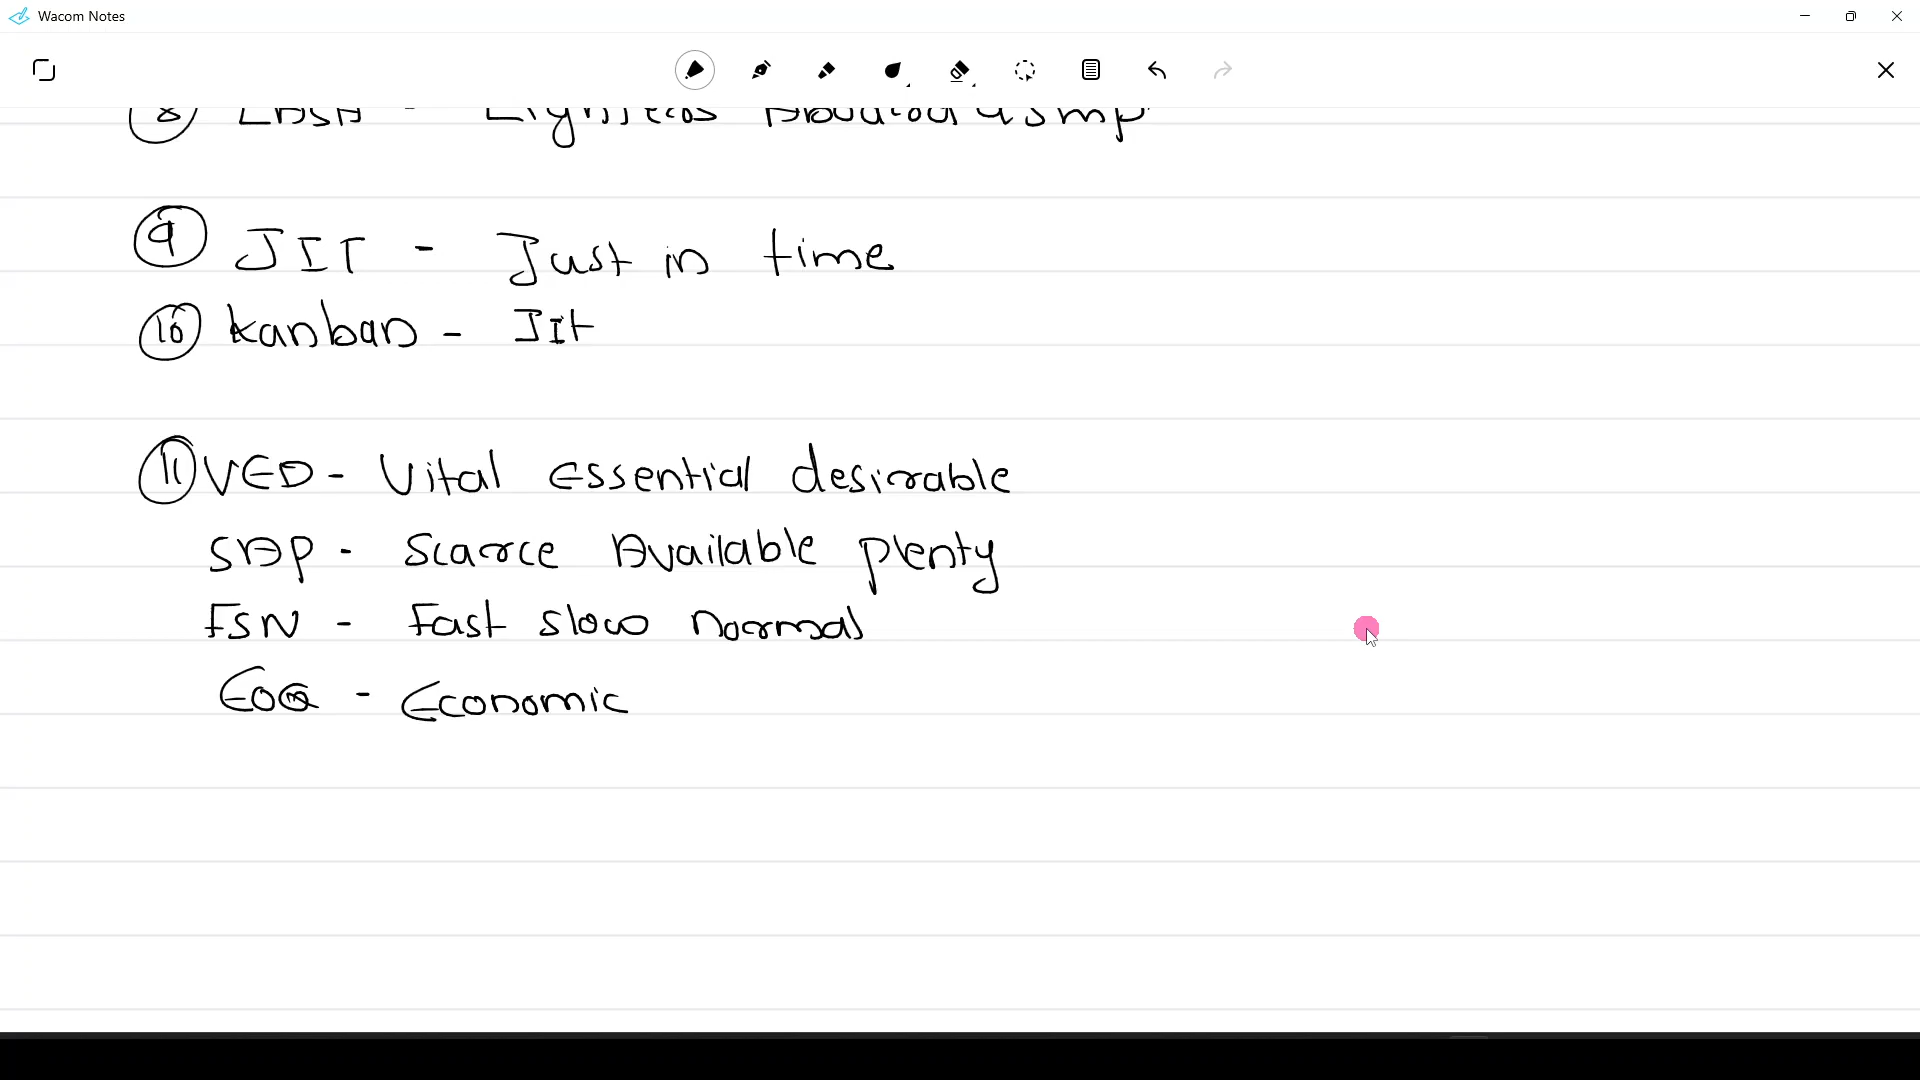 Wacom Notes
8
9 JIT - Just in time
10 Kanban - JIt
11 VED - Vital Essential desirable
SAP - Scarce Available plenty
FSN - Fast slow Normal
EOQ - Economic